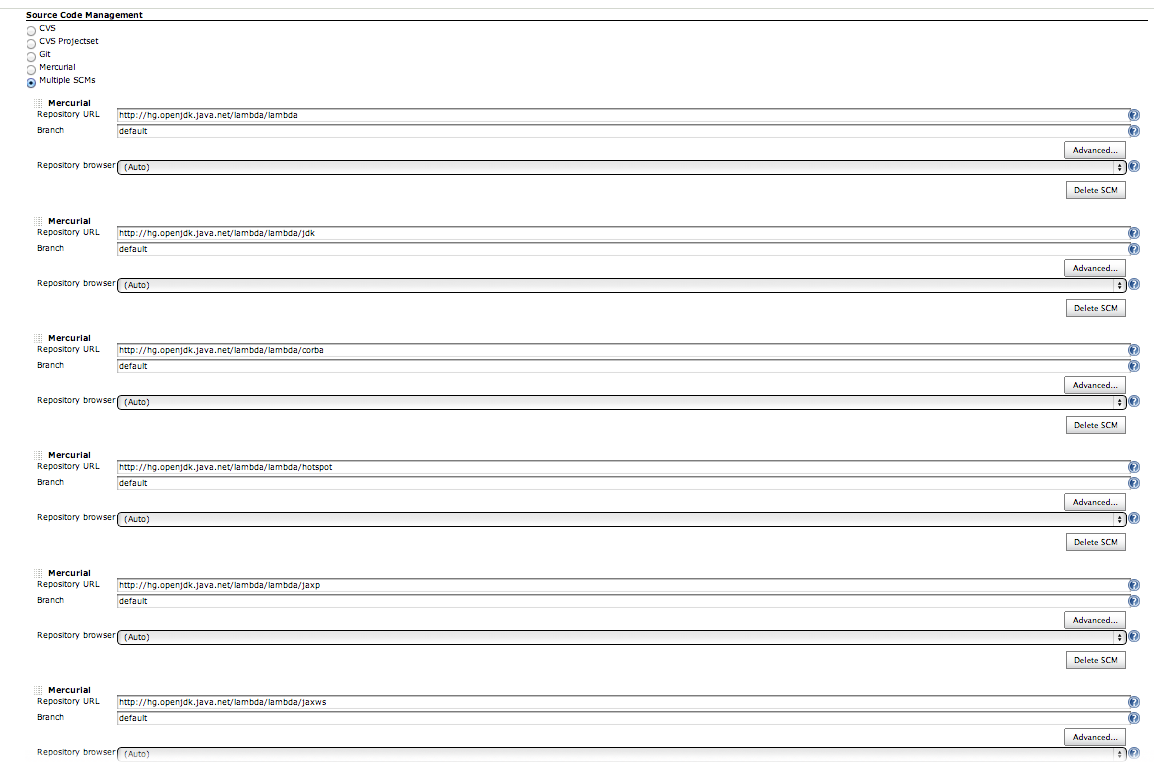 Source Code Management
CVS
CVS Projectset
Git
Mercurial
Multiple SCMs
Mercurial
Repository URL http://hg.openjdk.java.net/lambda/lambda
Branch default
Advanced...
Repository browser (Auto)
Delete SCM
Mercurial
Repository URL http://hg.openjdk.java.net/lambda/lambda/jdk
Branch default
Advanced...
Repository browser (Auto)
Delete SCM
Mercurial
Repository URL http://hg.openjdk.java.net/lambda/lambda/corba
Branch default
Advanced...
Repository browser (Auto)
Delete SCM
Mercurial
Repository URL http://hg.openjdk.java.net/lambda/lambda/hotspot
Branch default
Advanced...
Repository browser (Auto)
Delete SCM
Mercurial
Repository URL http://hg.openjdk.java.net/lambda/lambda/jaxp
Branch default
Advanced...
Repository browser (Auto)
Delete SCM
Mercurial
Repository URL http://hg.openjdk.java.net/lambda/lambda/jaxws
Branch default
Advanced...
Repository browser (Auto)